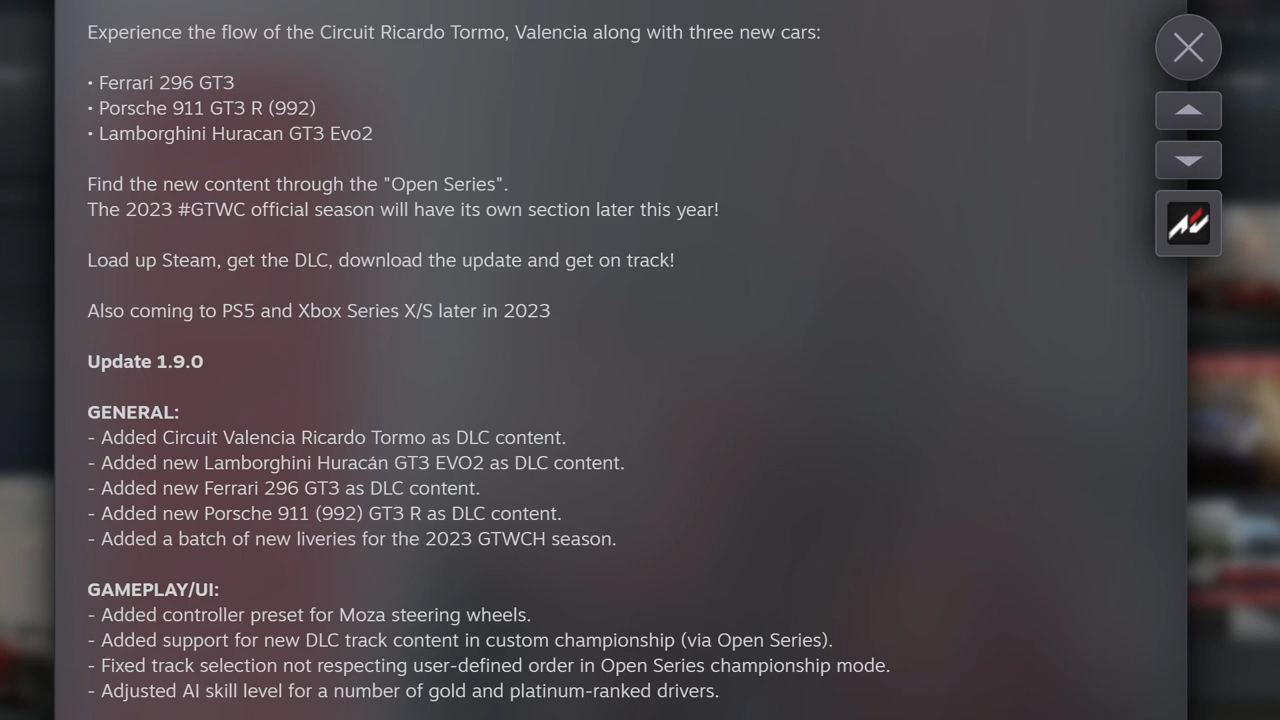 Experience the flow of the Circuit Ricardo Tormo, Valencia along with three new cars:
• Ferrari 296 GT3
• Porsche 911 GT3 R (992)
• Lamborghini Huracan GT3 Evo2
Find the new content through the "Open Series".
The 2023 #GTWC official season will have its own section later this year!
Load up Steam, get the DLC, download the update and get on track!
Also coming to PS5 and Xbox Series X/S later in 2023
Update 1.9.0
GENERAL:
- Added Circuit Valencia Ricardo Tormo as DLC content.
- Added new Lamborghini Huracán GT3 EVO2 as DLC content.
- Added new Ferrari 296 GT3 as DLC content.
- Added new Porsche 911 (992) GT3 R as DLC content.
- Added a batch of new liveries for the 2023 GTWCH season.
GAMEPLAY/UI:
- Added controller preset for Moza steering wheels.
- Added support for new DLC track content in custom championship (via Open Series).
- Fixed track selection not respecting user-defined order in Open Series championship mode.
- Adjusted AI skill level for a number of gold and platinum-ranked drivers.